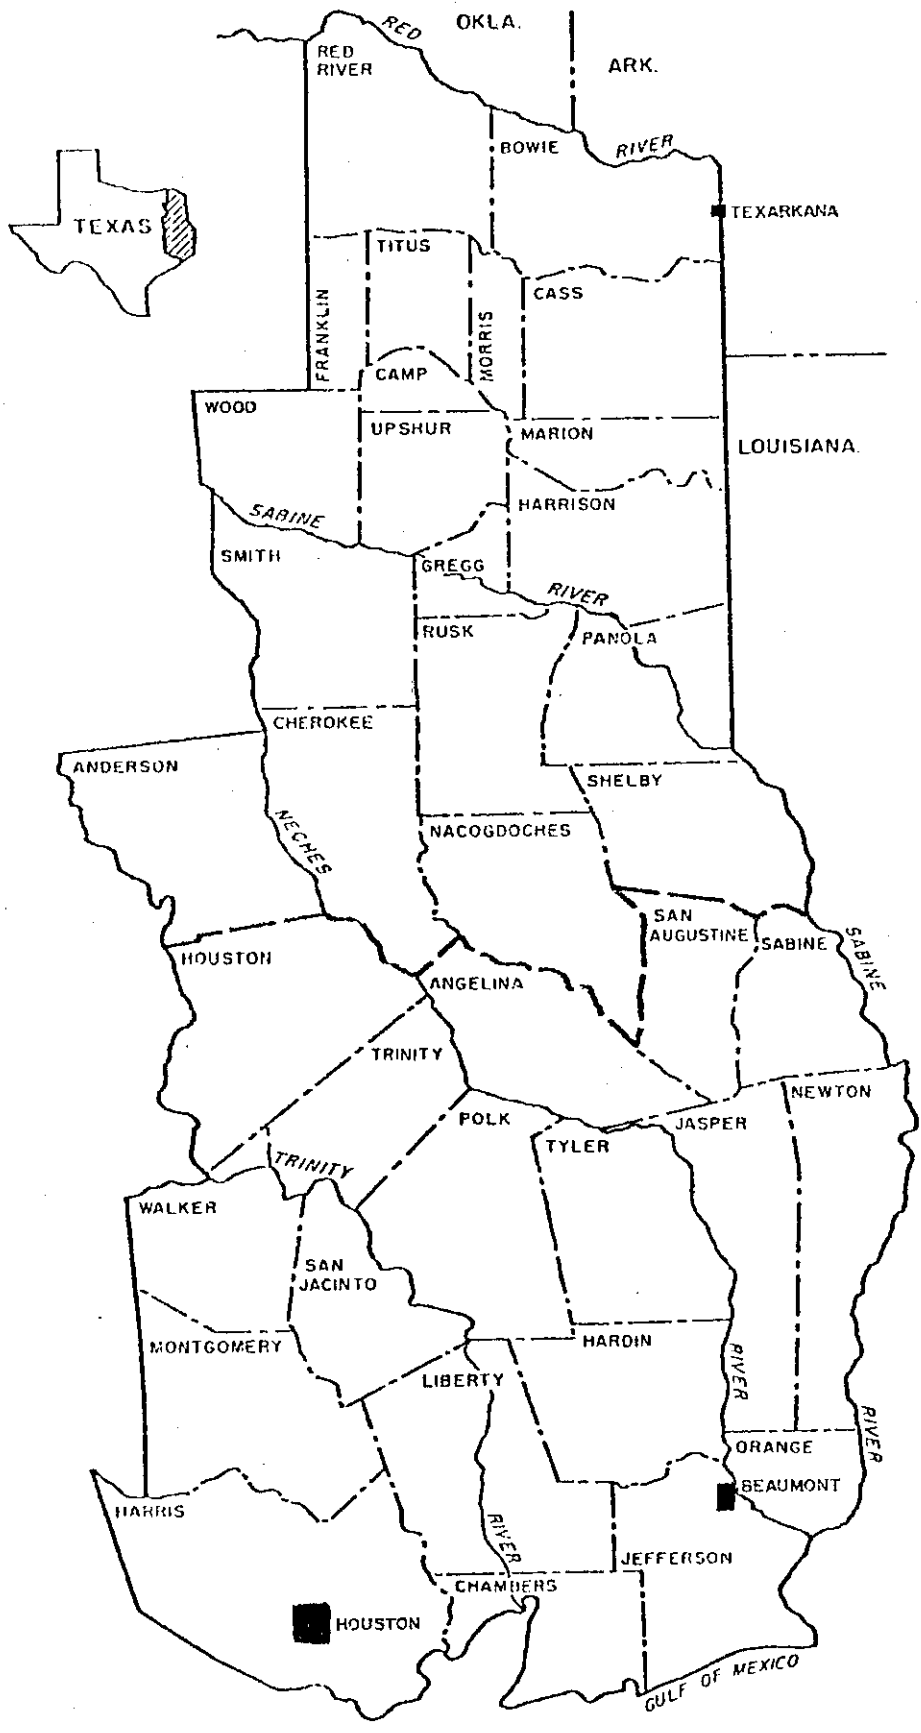 OKLA.
RED
RED
RIVER
ARK.
BOWIE
RIVER
TEXARKANA
TEXAS
TITUS
CASS
FRANKLIN
MORRIS
CAMP
WOOD
UPSHUR
MARION
LOUISIANA.
HARRISON
SABINE
SMITH
GREGG
RIVER
RUSK
PANOLA
CHEROKEE
ANDERSON
SHELBY
NECHES
NACOGDOCHES
SAN
AUGUSTINE
SABINE
SABINE
HOUSTON
ANGELINA
TRINITY
NEWTON
POLK
JASPER
TYLER
TRINITY
WALKER
SAN
JACINTO
MONTGOMERY
HARDIN
LIBERTY
RIVER
RIVER
ORANGE
BEAUMONT
HARRIS
RIVER
JEFFERSON
CHAMBERS
HOUSTON
GULF OF MEXICO